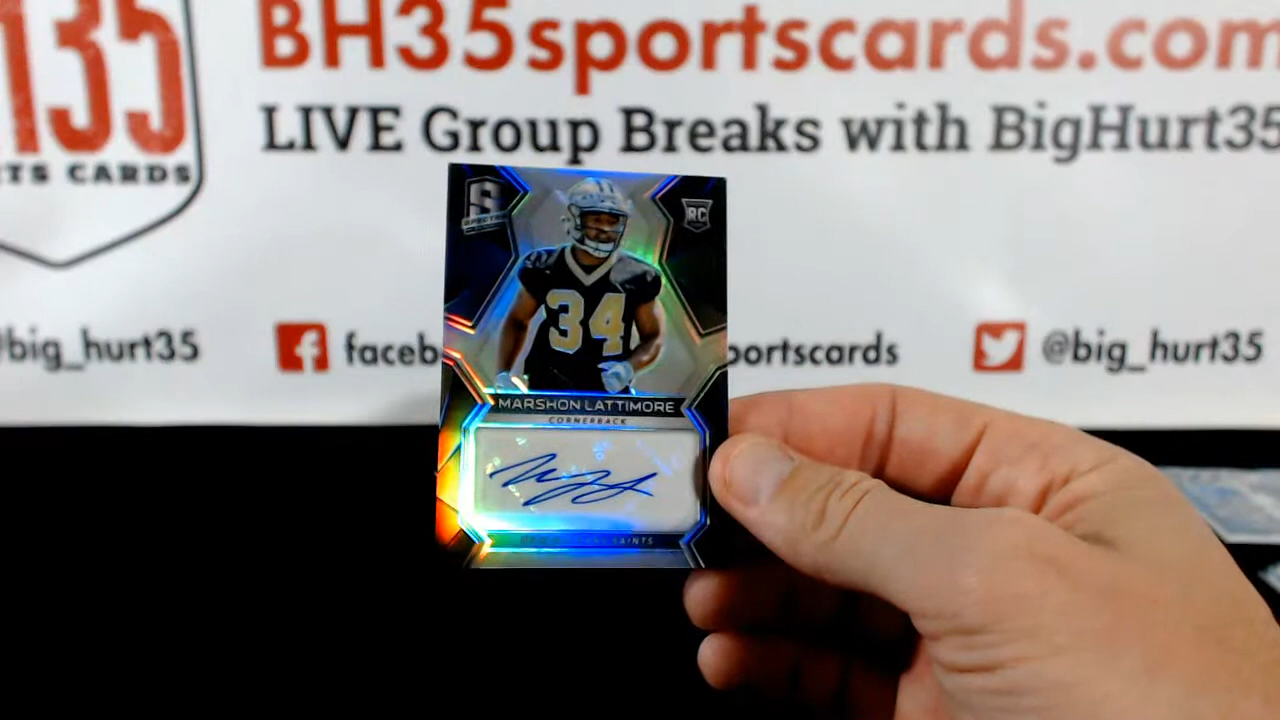 135
TS CARDS
BH35sportscards.com
LIVE Group Breaks with BigHurt35
big_hurt35
faceb
portscards
@big_hurt35
SPECTRA
RC
34
MARSHON LATTIMORE
CORNERBACK
SAINTS